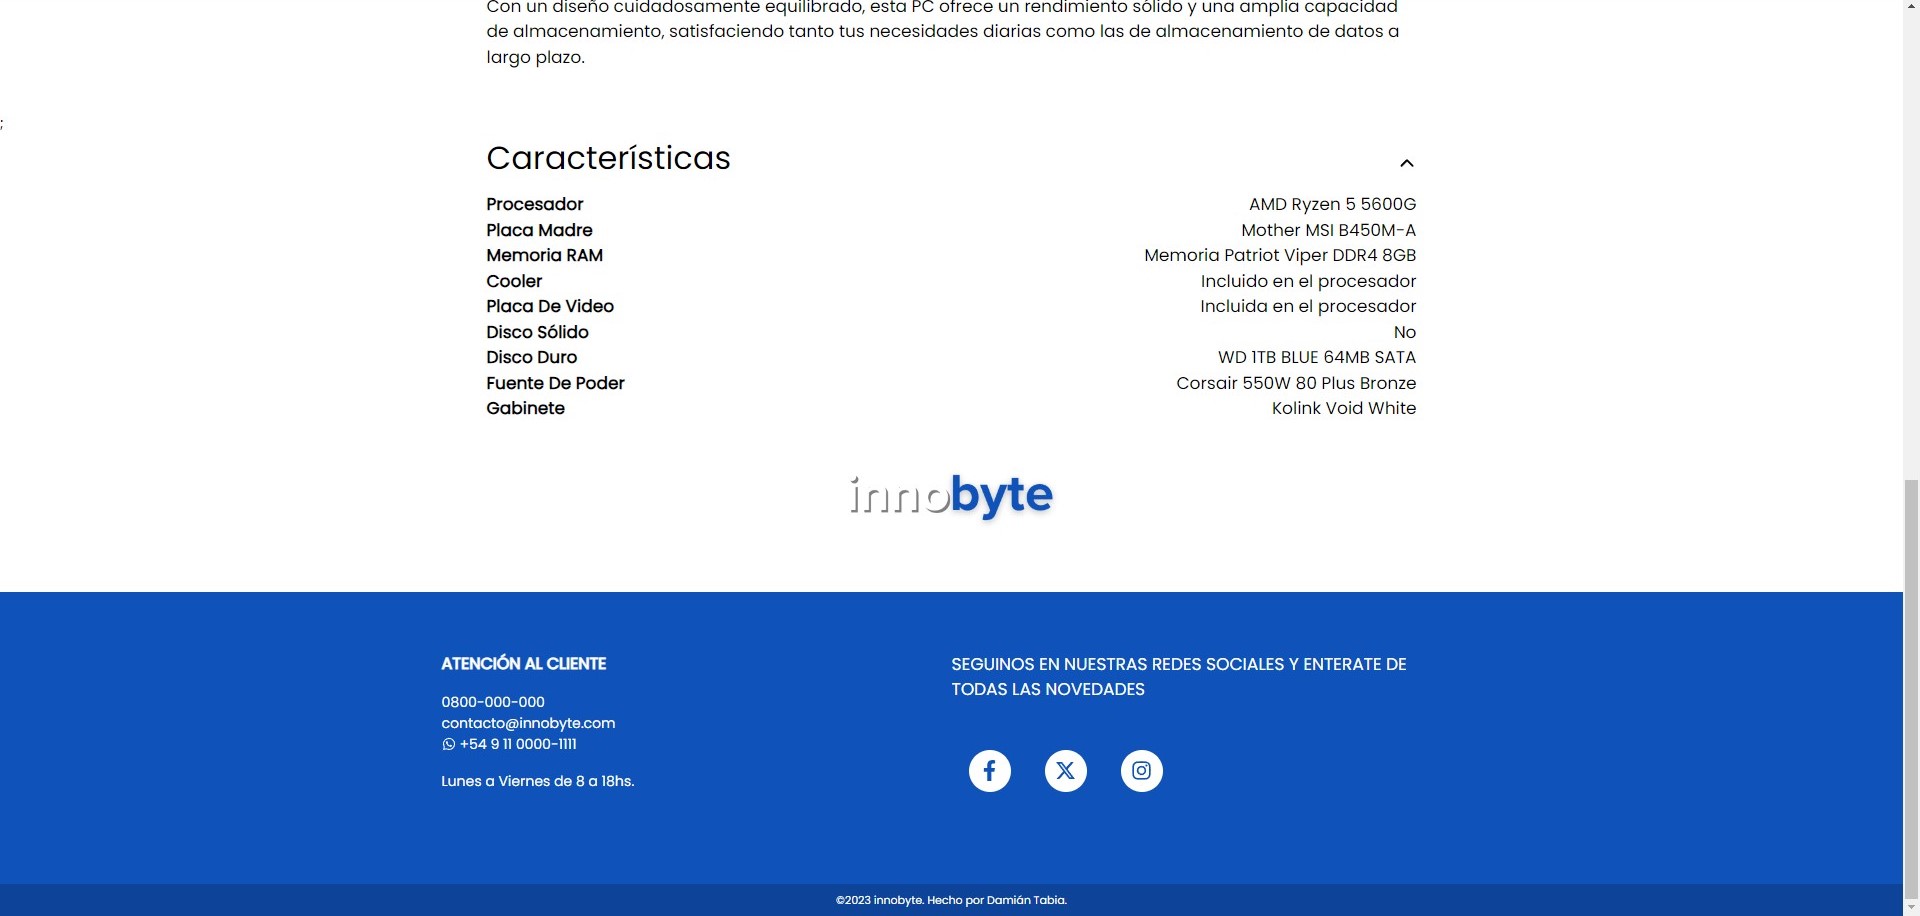 Con un diseño cuidadosamente equilibrado, esta PC ofrece un rendimiento sólido y una amplia capacidad
de almacenamiento, satisfaciendo tanto tus necesidades diarias como las de almacenamiento de datos a
largo plazo.
;
Características
Procesador AMD Ryzen 5 5600G
Placa Madre Mother MSI B450M-A
Memoria RAM Memoria Patriot Viper DDR4 8GB
Cooler Incluido en el procesador
Placa De Video Incluida en el procesador
Disco Sólido No
Disco Duro WD 1TB BLUE 64MB SATA
Fuente De Poder Corsair 550W 80 Plus Bronze
Gabinete Kolink Void White
innobyte
ATENCIÓN AL CLIENTE
0800-000-000
contacto@innobyte.com
+54 9 11 0000-1111
Lunes a Viernes de 8 a 18hs.
SEGUINOS EN NUESTRAS REDES SOCIALES Y ENTERATE DE
TODAS LAS NOVEDADES
©2023 innobyte. Hecho por Damián Tabia.